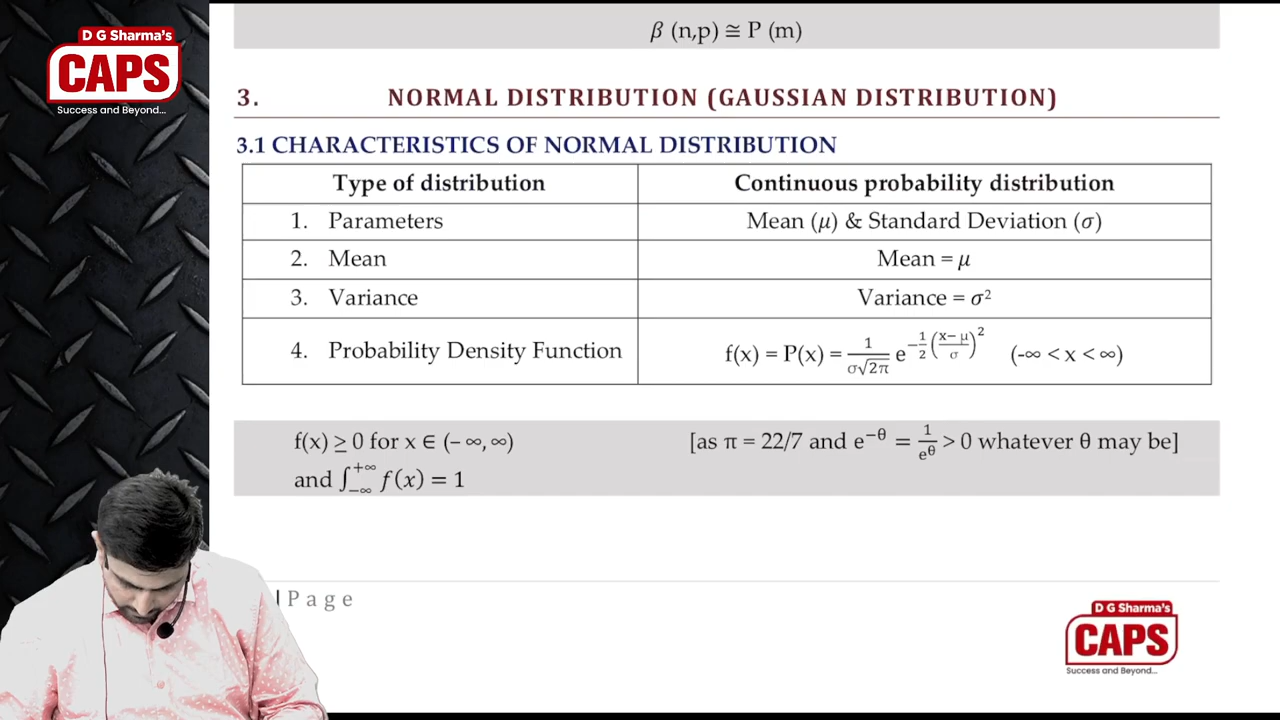 D G Sharma's
CAPS
Success and Beyond...
β (n,p) ≅ P (m)
3. NORMAL DISTRIBUTION (GAUSSIAN DISTRIBUTION)
3.1 CHARACTERISTICS OF NORMAL DISTRIBUTION
Type of distribution Continuous probability distribution
1. Parameters Mean (μ) & Standard Deviation (σ)
2. Mean Mean = μ
3. Variance Variance = σ²
4. Probability Density Function f(x) = P(x) = 1/(σ√2π) e^(−1/2((x−μ)/σ)²) (-∞ < x < ∞)
f(x) ≥ 0 for x ∈ (− ∞, ∞) [as π = 22/7 and e^−θ = 1/e^θ > 0 whatever θ may be]
and ∫_−∞^+∞ f(x) = 1
| Page
D G Sharma's
CAPS
Success and Beyond...